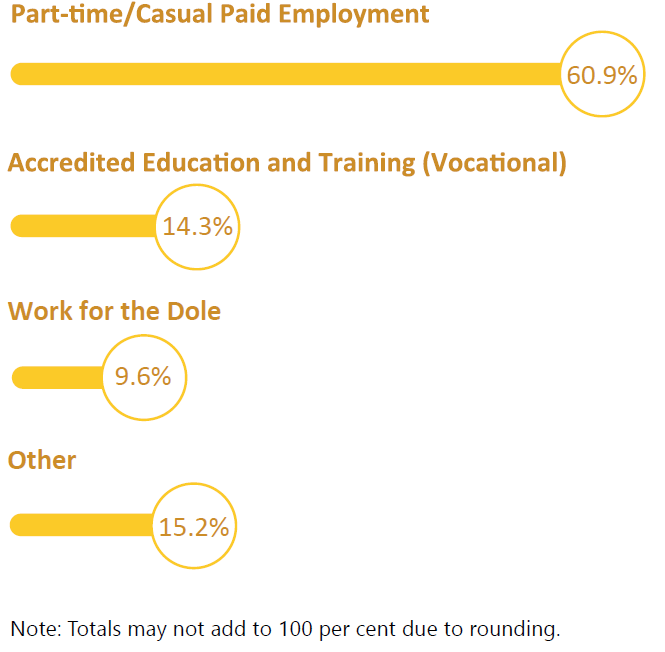 Part-time/Casual Paid Employment
60.9%
Accredited Education and Training (Vocational)
14.3%
Work for the Dole
9.6%
Other
15.2%
Note: Totals may not add to 100 per cent due to rounding.